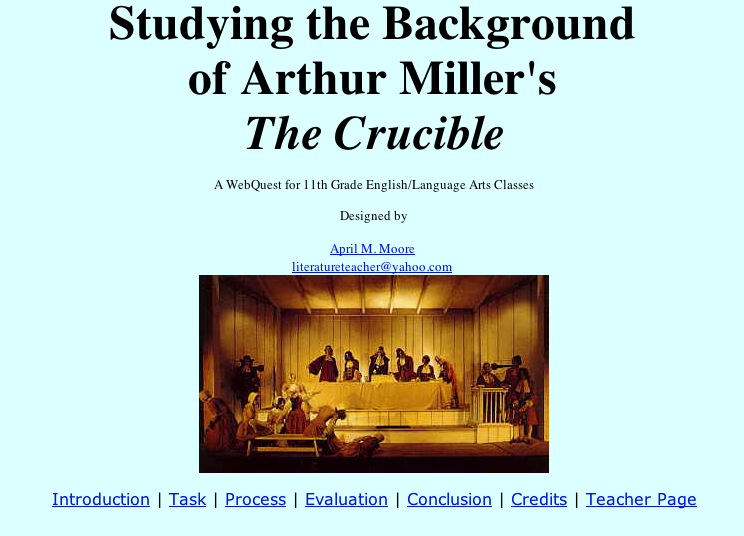 Studying the Background
of Arthur Miller's
The Crucible
A WebQuest for 11th Grade English/Language Arts Classes
Designed by
April M. Moore
literatureteacher@yahoo.com
Introduction | Task | Process | Evaluation | Conclusion | Credits | Teacher Page